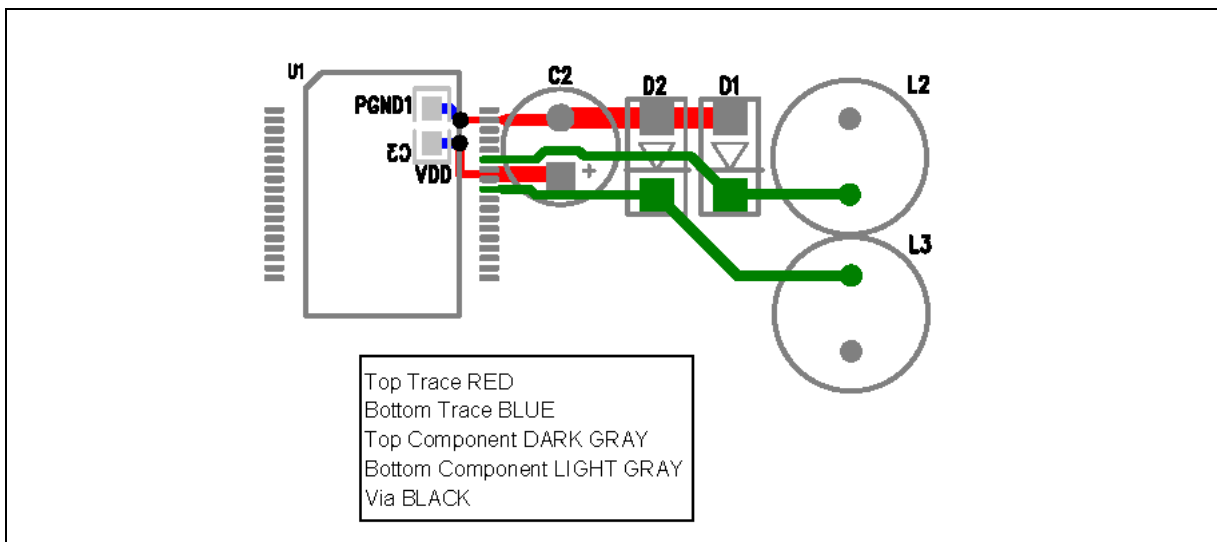 U1
PGND1
C3
VDD
C2
+
D2
D1
L2
L3
Top Trace RED
Bottom Trace BLUE
Top Component DARK GRAY
Bottom Component LIGHT GRAY
Via BLACK